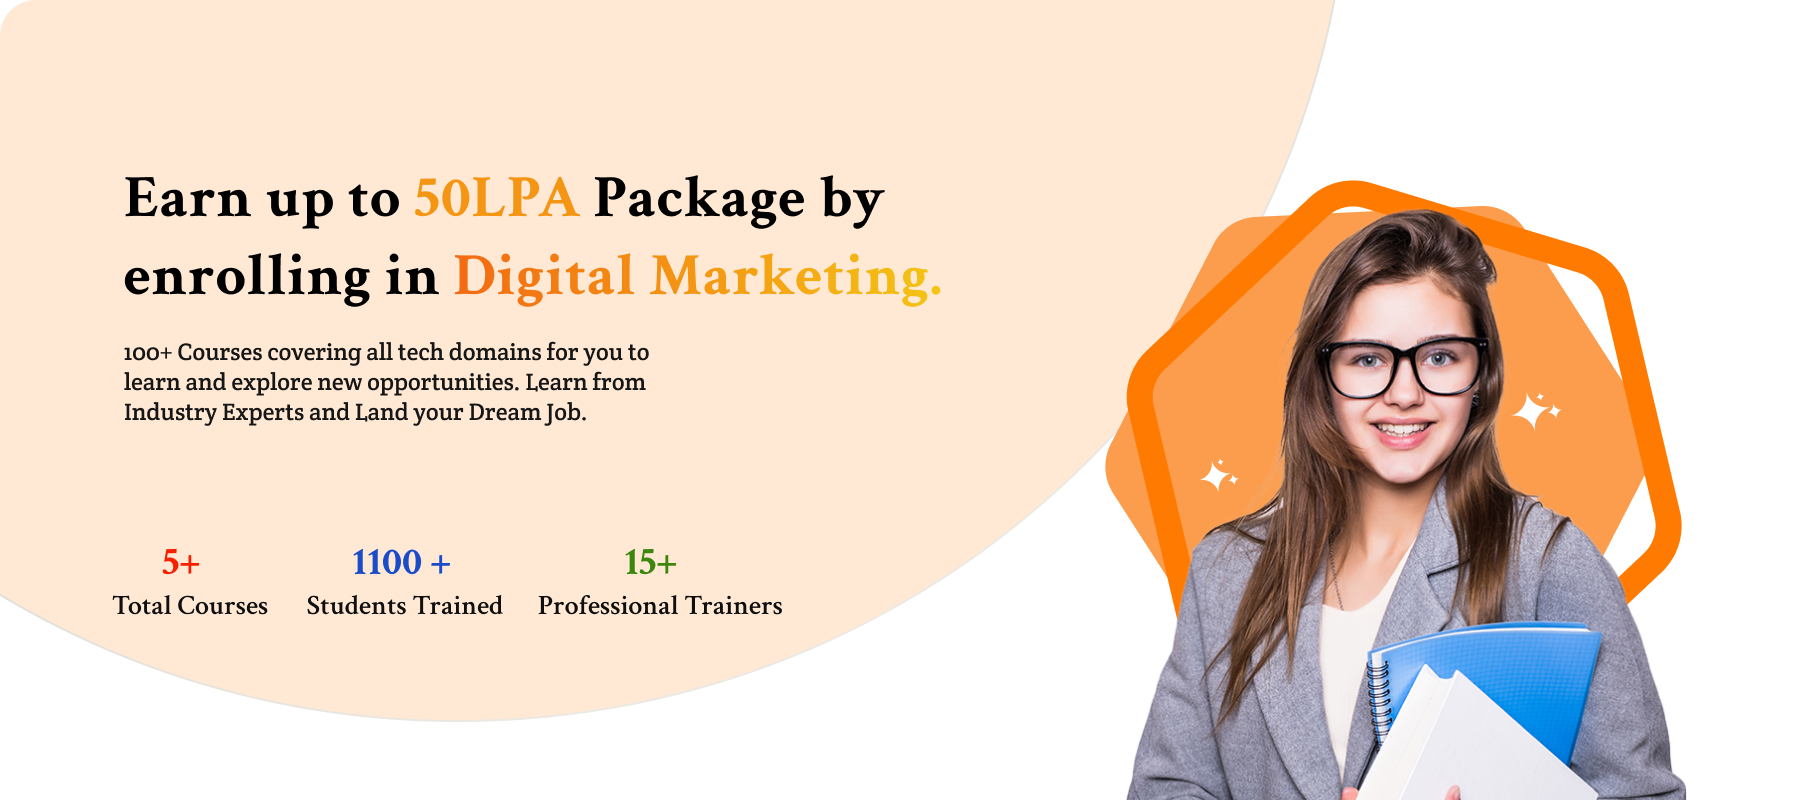 Earn up to 50LPA Package by
enrolling in Digital Marketing.
100+ Courses covering all tech domains for you to
learn and explore new opportunities. Learn from
Industry Experts and Land your Dream Job.
5+
Total Courses
1100 +
Students Trained
15+
Professional Trainers